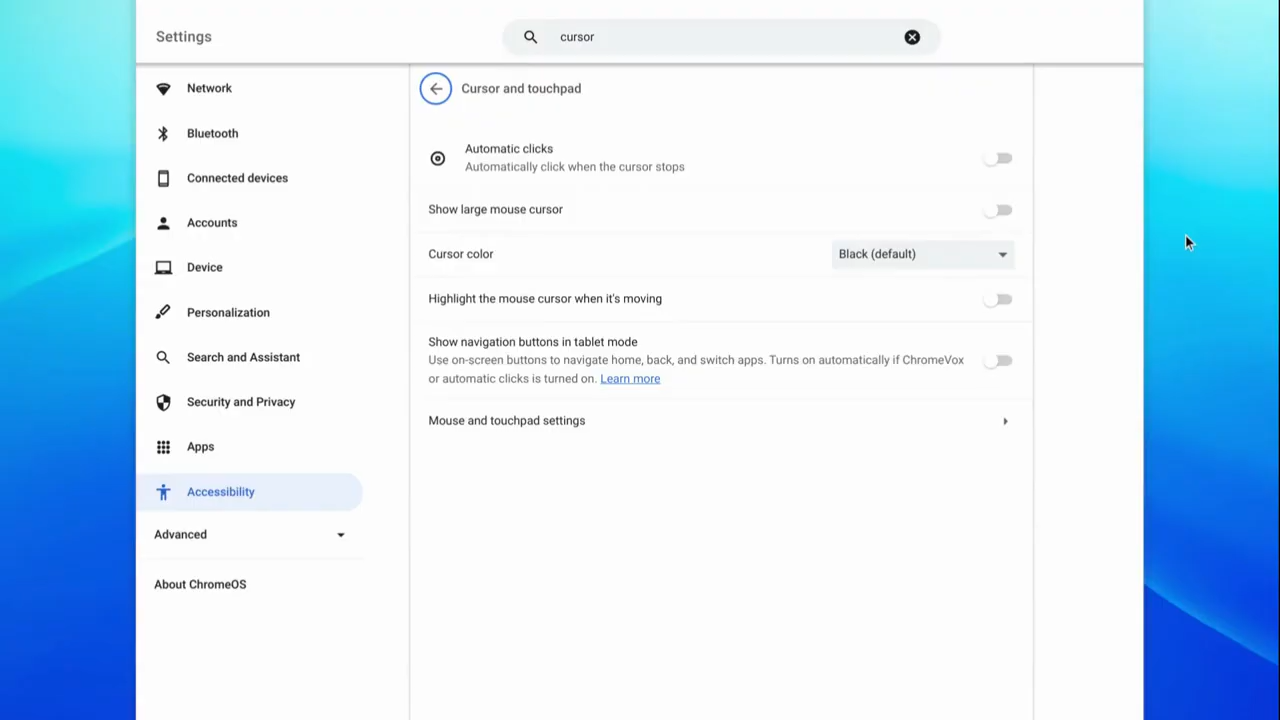 Settings
cursor
Network
Bluetooth
Connected devices
Accounts
Device
Personalization
Search and Assistant
Security and Privacy
Apps
Accessibility
Advanced
About ChromeOS
Cursor and touchpad
Automatic clicks
Automatically click when the cursor stops
Show large mouse cursor
Cursor color
Black (default)
Highlight the mouse cursor when it's moving
Show navigation buttons in tablet mode
Use on-screen buttons to navigate home, back, and switch apps. Turns on automatically if ChromeVox
or automatic clicks is turned on. Learn more
Mouse and touchpad settings